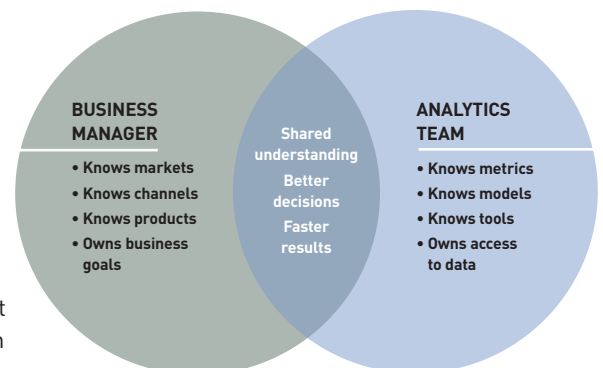 BUSINESS
MANAGER
• Knows markets
• Knows channels
• Knows products
• Owns business
goals
Shared
understanding
Better
decisions
Faster
results
ANALYTICS
TEAM
• Knows metrics
• Knows models
• Knows tools
• Owns access
to data